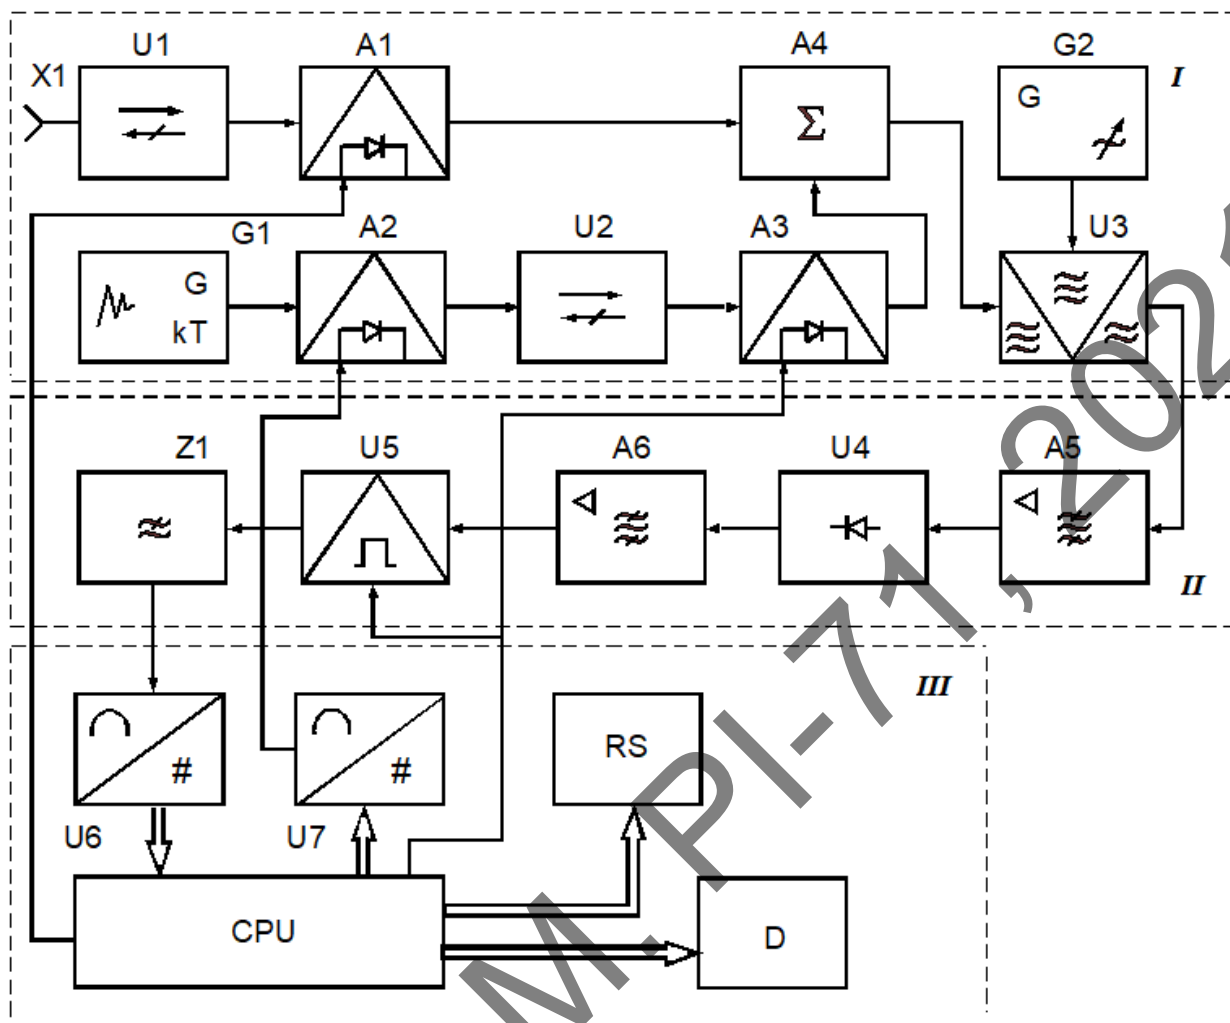 U1 A1 A4 G2
X1 I
Σ G
G1 A2 U2 A3 U3
G
kT
Z1 U5 A6 U4 A5
II
III
# # RS
U6 U7
CPU D
M. PI-71, 202